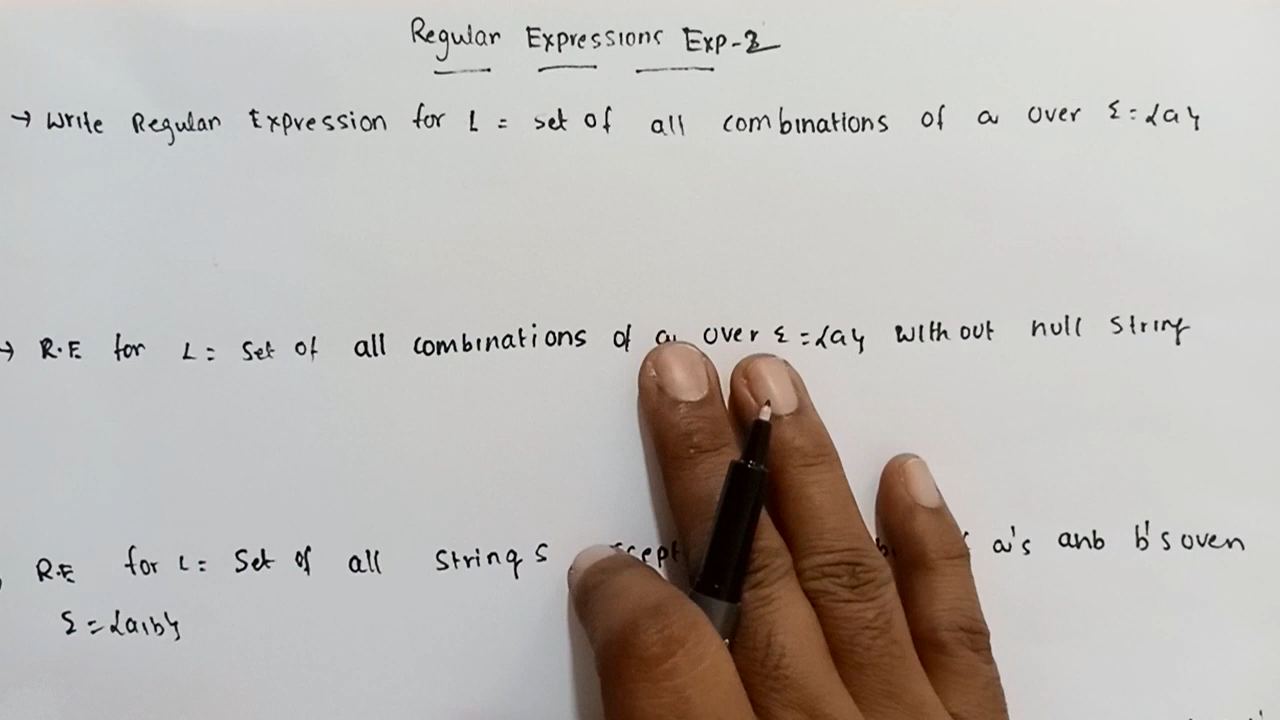 Regular Expressions Exp-2
→ Write Regular Expression for L = set of all combinations of a over Σ={a}
→ R.E for L= Set of all combinations of a over Σ={a} without null string
R.E for L= Set of all strings a's anb b's over
Σ={a,b}